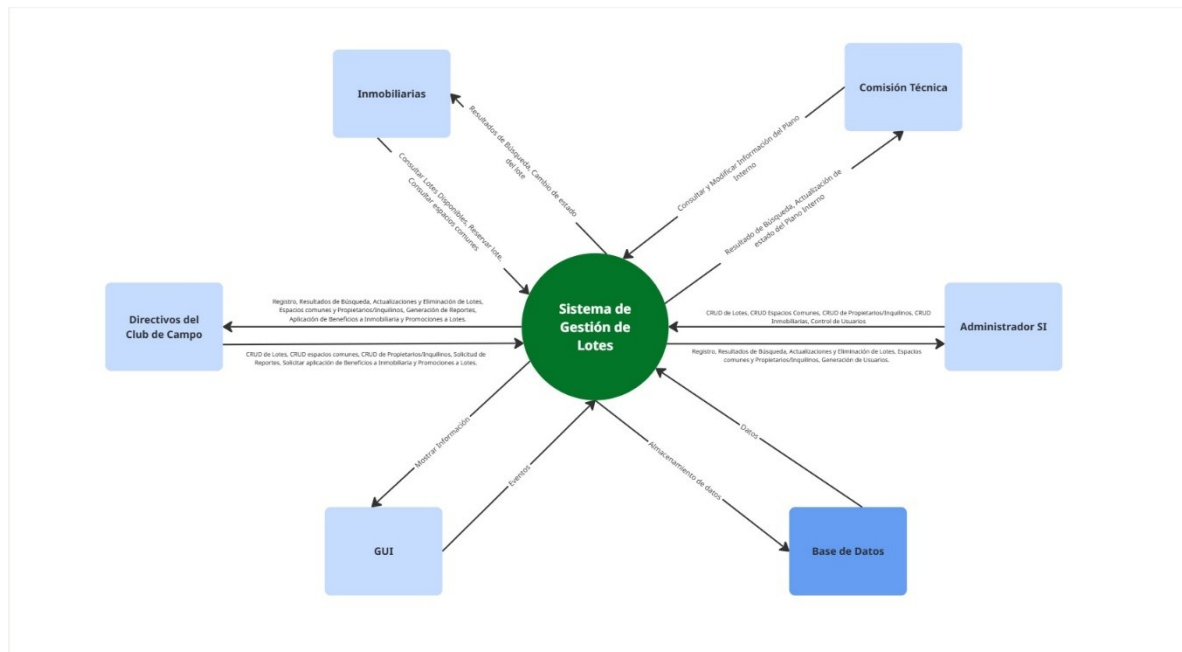 Inmobiliarias
Comisión Técnica
Resultados de Búsqueda, Cambio de estado
del lote
Consultar Lotes Disponibles, Reservar lote,
Consultar espacios comunes
Consultar y Modificar Información del Plano
Interno
Resultado de Búsqueda, Actualización de
estado del Plano Interno
Directivos del
Club de Campo
Registro, Resultados de Búsqueda, Actualizaciones y Eliminación de Lotes,
Espacios comunes y Propietarios/Inquilinos, Generación de Reportes,
Aplicación de Beneficios a Inmobiliaria y Promociones a Lotes.
CRUD de Lotes, CRUD espacios comunes, CRUD de Propietarios/Inquilinos, Solicitud de
Reportes, Solicitar aplicación de Beneficios a Inmobiliaria y Promociones a Lotes.
Sistema de
Gestión de
Lotes
CRUD de Lotes, CRUD Espacios Comunes, CRUD de Propietarios/Inquilinos, CRUD
Inmobiliarias, Control de Usuarios
Registro, Resultados de Búsqueda, Actualizaciones y Eliminación de Lotes, Espacios
comunes y Propietarios/Inquilinos, Generación de Usuarios.
Administrador SI
Mostrar Información
Eventos
Almacenamiento de datos
Datos
GUI
Base de Datos